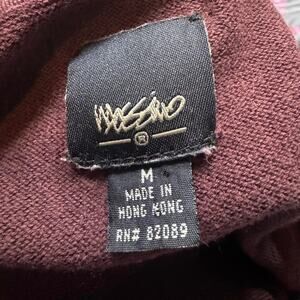 mossimo
®
M
MADE IN
HONG KONG
RN# 82089